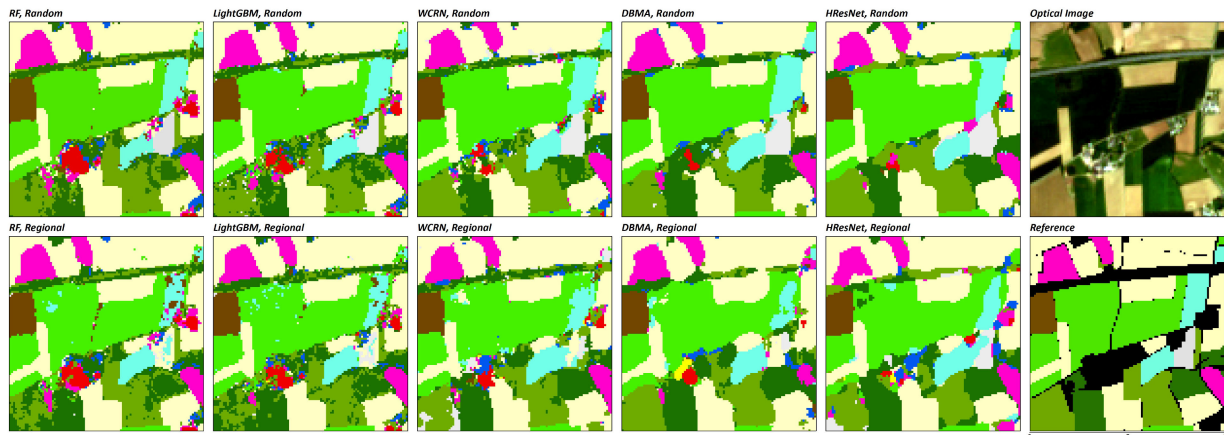 RF, Random
LightGBM, Random
WCRN, Random
DBMA, Random
HResNet, Random
Optical Image
RF, Regional
LightGBM, Regional
WCRN, Regional
DBMA, Regional
HResNet, Regional
Reference